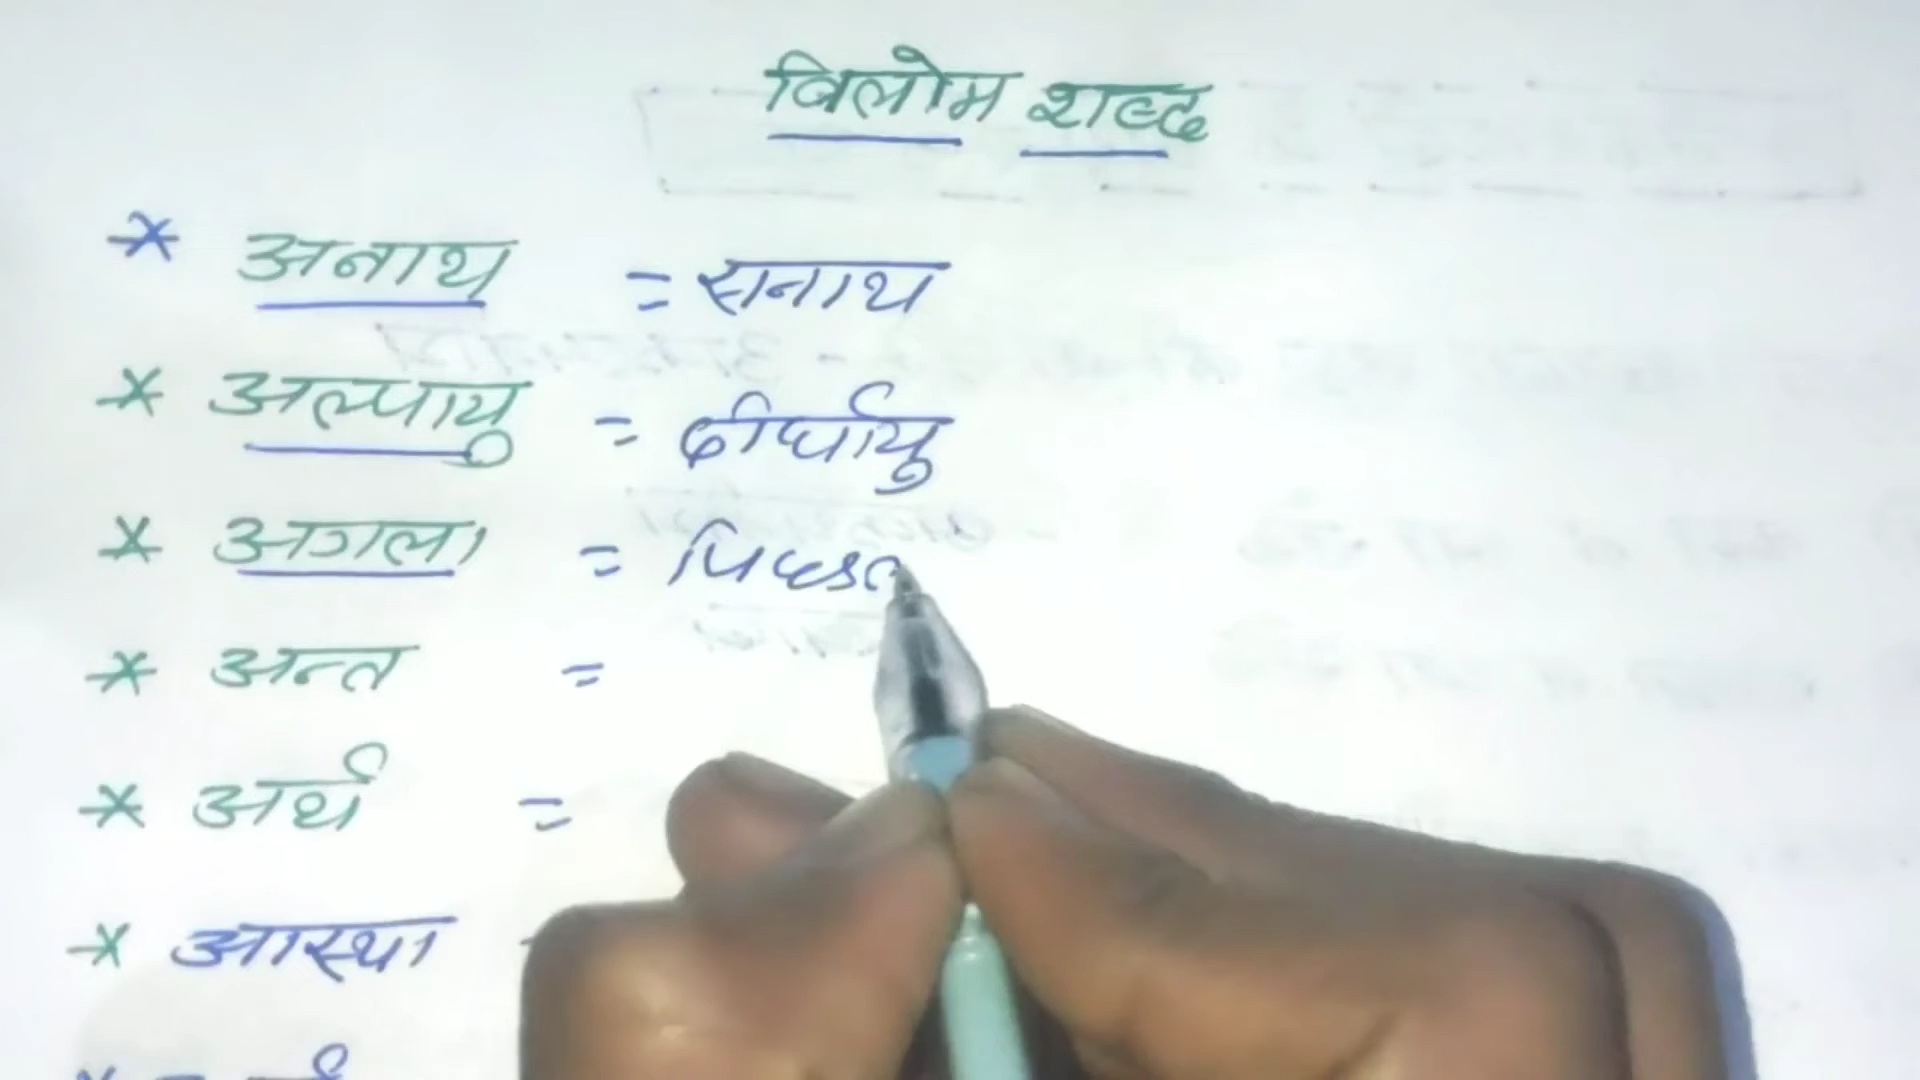 विलोम शब्द
* अनाथ = सनाथ
* अल्पायु = दीर्घायु
* अगला = पिछल
* अन्त =
* अर्थ =
* आस्था